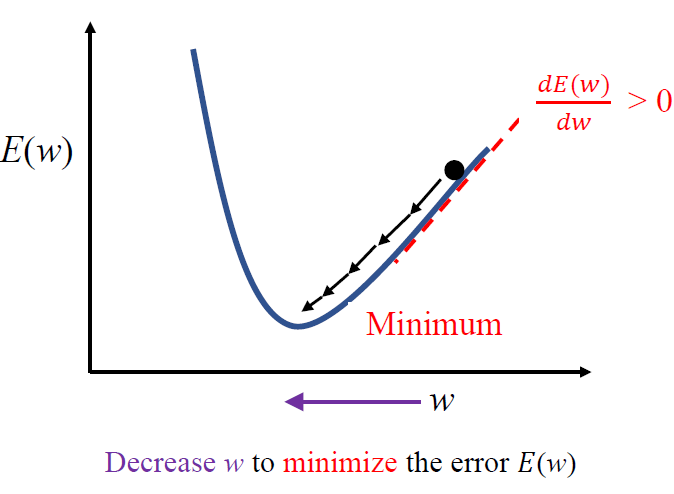 dE(w)
dw
> 0
E(w)
Minimum
w
Decrease w to minimize the error E(w)